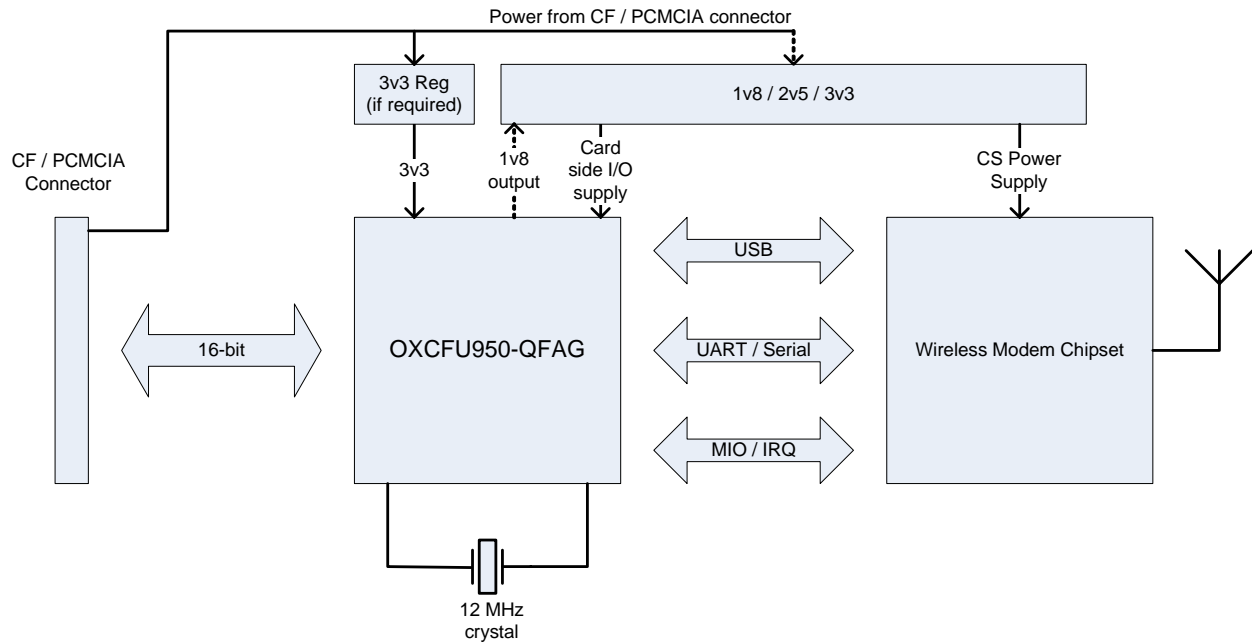 Power from CF / PCMCIA connector
3v3 Reg
(if required)
1v8 / 2v5 / 3v3
CF / PCMCIA
Connector
3v3
1v8
output
Card
side I/O
supply
CS Power
Supply
USB
16-bit
OXCFU950-QFAG
UART / Serial
Wireless Modem Chipset
MIO / IRQ
12 MHz
crystal